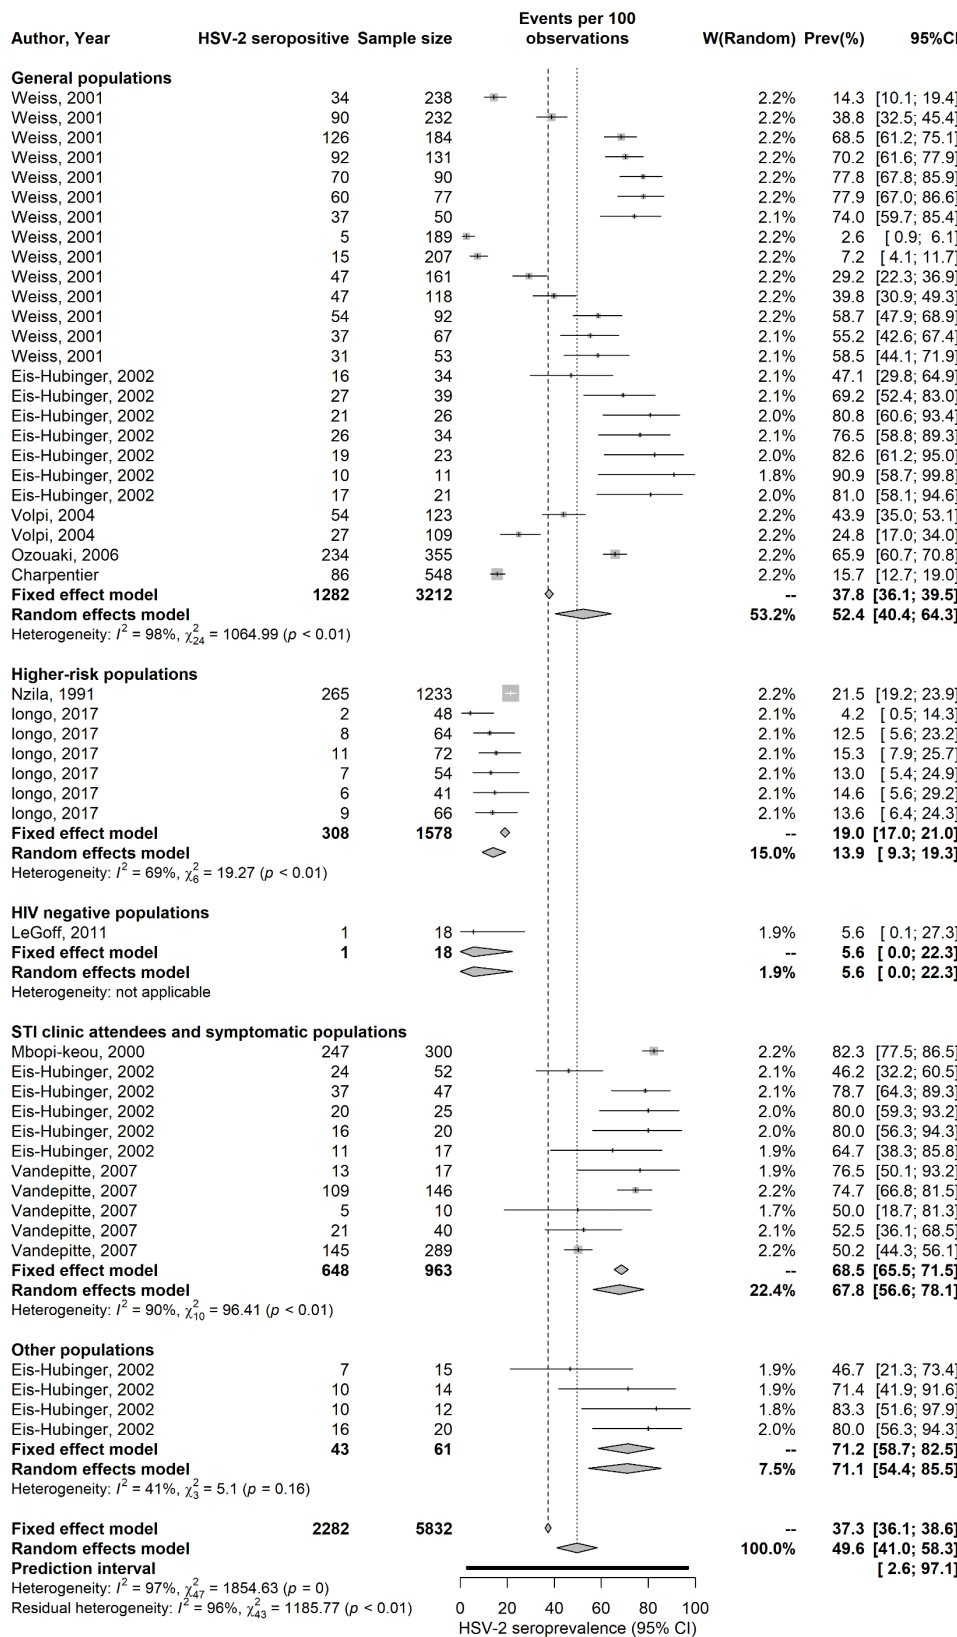 Events per 100
Author, Year HSV-2 seropositive Sample size observations W(Random) Prev(%) 95%CI
General populations
Weiss, 2001 34 238 2.2% 14.3 [10.1; 19.4]
Weiss, 2001 90 232 2.2% 38.8 [32.5; 45.4]
Weiss, 2001 126 184 2.2% 68.5 [61.2; 75.1]
Weiss, 2001 92 131 2.2% 70.2 [61.6; 77.9]
Weiss, 2001 70 90 2.2% 77.8 [67.8; 85.9]
Weiss, 2001 60 77 2.2% 77.9 [67.0; 86.6]
Weiss, 2001 37 50 2.1% 74.0 [59.7; 85.4]
Weiss, 2001 5 189 2.2% 2.6 [ 0.9; 6.1]
Weiss, 2001 15 207 2.2% 7.2 [ 4.1; 11.7]
Weiss, 2001 47 161 2.2% 29.2 [22.3; 36.9]
Weiss, 2001 47 118 2.2% 39.8 [30.9; 49.3]
Weiss, 2001 54 92 2.2% 58.7 [47.9; 68.9]
Weiss, 2001 37 67 2.1% 55.2 [42.6; 67.4]
Weiss, 2001 31 53 2.1% 58.5 [44.1; 71.9]
Eis-Hubinger, 2002 16 34 2.1% 47.1 [29.8; 64.9]
Eis-Hubinger, 2002 27 39 2.1% 69.2 [52.4; 83.0]
Eis-Hubinger, 2002 21 26 2.0% 80.8 [60.6; 93.4]
Eis-Hubinger, 2002 26 34 2.1% 76.5 [58.8; 89.3]
Eis-Hubinger, 2002 19 23 2.0% 82.6 [61.2; 95.0]
Eis-Hubinger, 2002 10 11 1.8% 90.9 [58.7; 99.8]
Eis-Hubinger, 2002 17 21 2.0% 81.0 [58.1; 94.6]
Volpi, 2004 54 123 2.2% 43.9 [35.0; 53.1]
Volpi, 2004 27 109 2.2% 24.8 [17.0; 34.0]
Ozouaki, 2006 234 355 2.2% 65.9 [60.7; 70.8]
Charpentier 86 548 2.2% 15.7 [12.7; 19.0]
Fixed effect model 1282 3212 -- 37.8 [36.1; 39.5]
Random effects model 53.2% 52.4 [40.4; 64.3]
Heterogeneity: I² = 98%, χ²₂₄ = 1064.99 (p < 0.01)
Higher-risk populations
Nzila, 1991 265 1233 2.2% 21.5 [19.2; 23.9]
longo, 2017 2 48 2.1% 4.2 [ 0.5; 14.3]
longo, 2017 8 64 2.1% 12.5 [ 5.6; 23.2]
longo, 2017 11 72 2.1% 15.3 [ 7.9; 25.7]
longo, 2017 7 54 2.1% 13.0 [ 5.4; 24.9]
longo, 2017 6 41 2.1% 14.6 [ 5.6; 29.2]
longo, 2017 9 66 2.1% 13.6 [ 6.4; 24.3]
Fixed effect model 308 1578 -- 19.0 [17.0; 21.0]
Random effects model 15.0% 13.9 [ 9.3; 19.3]
Heterogeneity: I² = 69%, χ²₆ = 19.27 (p < 0.01)
HIV negative populations
LeGoff, 2011 1 18 1.9% 5.6 [ 0.1; 27.3]
Fixed effect model 1 18 -- 5.6 [ 0.0; 22.3]
Random effects model 1.9% 5.6 [ 0.0; 22.3]
Heterogeneity: not applicable
STI clinic attendees and symptomatic populations
Mbopi-keou, 2000 247 300 2.2% 82.3 [77.5; 86.5]
Eis-Hubinger, 2002 24 52 2.1% 46.2 [32.2; 60.5]
Eis-Hubinger, 2002 37 47 2.1% 78.7 [64.3; 89.3]
Eis-Hubinger, 2002 20 25 2.0% 80.0 [59.3; 93.2]
Eis-Hubinger, 2002 16 20 2.0% 80.0 [56.3; 94.3]
Eis-Hubinger, 2002 11 17 1.9% 64.7 [38.3; 85.8]
Vandepitte, 2007 13 17 1.9% 76.5 [50.1; 93.2]
Vandepitte, 2007 109 146 2.2% 74.7 [66.8; 81.5]
Vandepitte, 2007 5 10 1.7% 50.0 [18.7; 81.3]
Vandepitte, 2007 21 40 2.1% 52.5 [36.1; 68.5]
Vandepitte, 2007 145 289 2.2% 50.2 [44.3; 56.1]
Fixed effect model 648 963 -- 68.5 [65.5; 71.5]
Random effects model 22.4% 67.8 [56.6; 78.1]
Heterogeneity: I² = 90%, χ²₁₀ = 96.41 (p < 0.01)
Other populations
Eis-Hubinger, 2002 7 15 1.9% 46.7 [21.3; 73.4]
Eis-Hubinger, 2002 10 14 1.9% 71.4 [41.9; 91.6]
Eis-Hubinger, 2002 10 12 1.8% 83.3 [51.6; 97.9]
Eis-Hubinger, 2002 16 20 2.0% 80.0 [56.3; 94.3]
Fixed effect model 43 61 -- 71.2 [58.7; 82.5]
Random effects model 7.5% 71.1 [54.4; 85.5]
Heterogeneity: I² = 41%, χ²₃ = 5.1 (p = 0.16)
Fixed effect model 2282 5832 -- 37.3 [36.1; 38.6]
Random effects model 100.0% 49.6 [41.0; 58.3]
Prediction interval [ 2.6; 97.1]
Heterogeneity: I² = 97%, χ²₄₇ = 1854.63 (p = 0)
Residual heterogeneity: I² = 96%, χ²₄₃ = 1185.77 (p < 0.01)
0 20 40 60 80 100
HSV-2 seroprevalence (95% CI)